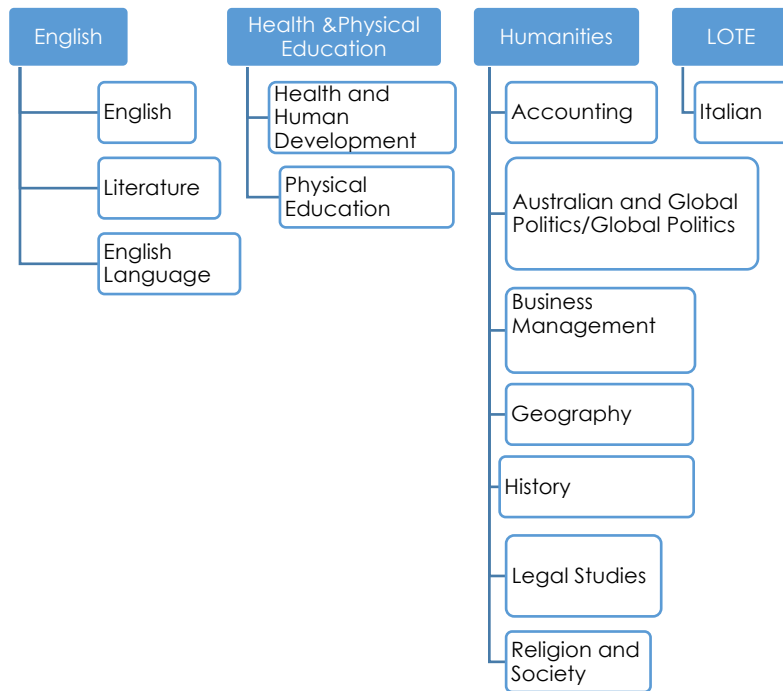 English
English
Literature
English
Language
Health &Physical
Education
Health and
Human
Development
Physical
Education
Humanities
Accounting
Australian and Global
Politics/Global Politics
Business
Management
Geography
History
Legal Studies
Religion and
Society
LOTE
Italian